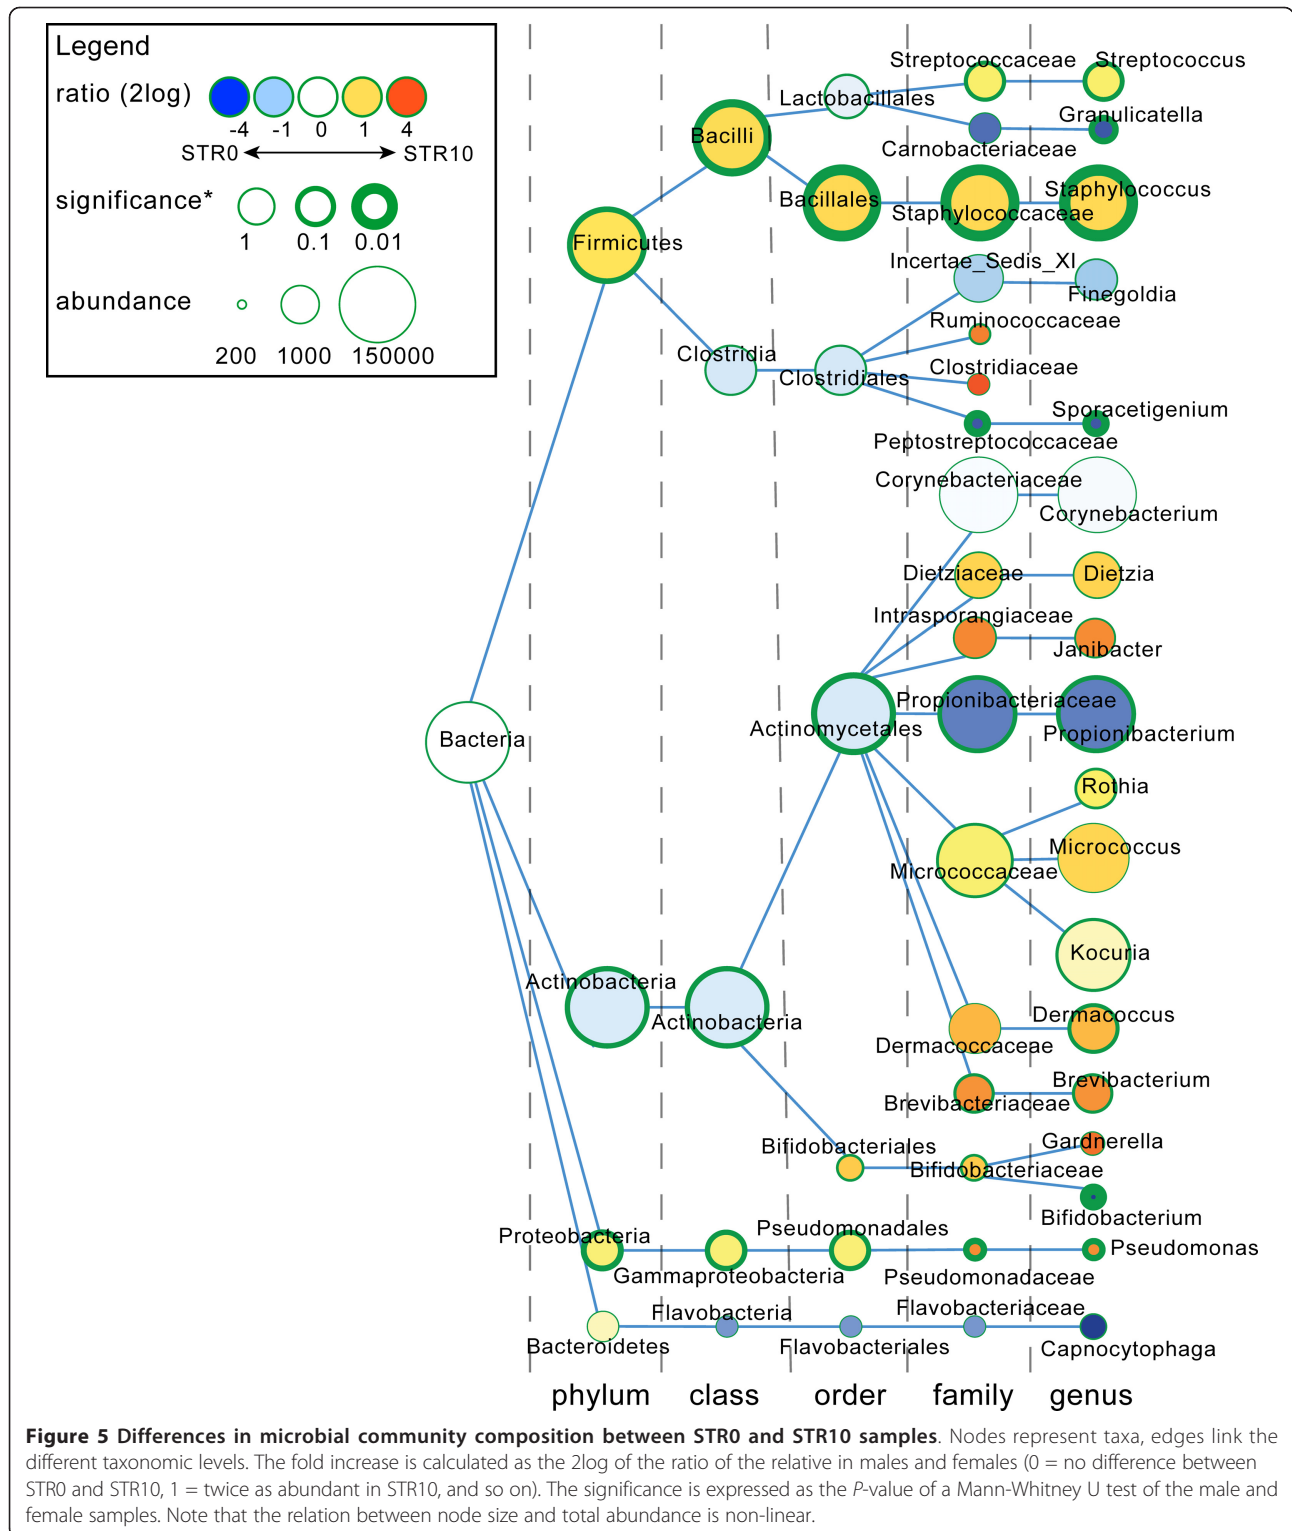 Legend
ratio (2log)
-4 -1 0 1 4
STR0 STR10
significance*
1 0.1 0.01
abundance
200 1000 150000
Streptococcaceae Streptococcus
Lactobacillales
Granulicatella
Bacilli
Carnobacteriaceae
Staphylococcus
Bacillales
Staphylococcaceae
Firmicutes
Incertae_Sedis_XI
Finegoldia
Ruminococcaceae
Clostridia
Clostridiaceae
Clostridiales
Sporacetigenium
Peptostreptococcaceae
Corynebacteriaceae
Corynebacterium
Dietziaceae Dietzia
Intrasporangiaceae
Janibacter
Propionibacteriaceae
Actinomycetales
Propionibacterium
Bacteria
Rothia
Micrococcus
Micrococcaceae
Kocuria
Actinobacteria
Dermacoccus
Actinobacteria
Dermacoccaceae
Brevibacterium
Brevibacteriaceae
Gardnerella
Bifidobacteriales
Bifidobacteriaceae
Bifidobacterium
Pseudomonadales
Proteobacteria
Pseudomonas
Gammaproteobacteria
Pseudomonadaceae
Flavobacteriaceae
Flavobacteria
Bacteroidetes
Flavobacteriales
Capnocytophaga
phylum class order family genus
Figure 5 Differences in microbial community composition between STR0 and STR10 samples. Nodes represent taxa, edges link the
different taxonomic levels. The fold increase is calculated as the 2log of the ratio of the relative in males and females (0 = no difference between
STR0 and STR10, 1 = twice as abundant in STR10, and so on). The significance is expressed as the P-value of a Mann-Whitney U test of the male and
female samples. Note that the relation between node size and total abundance is non-linear.